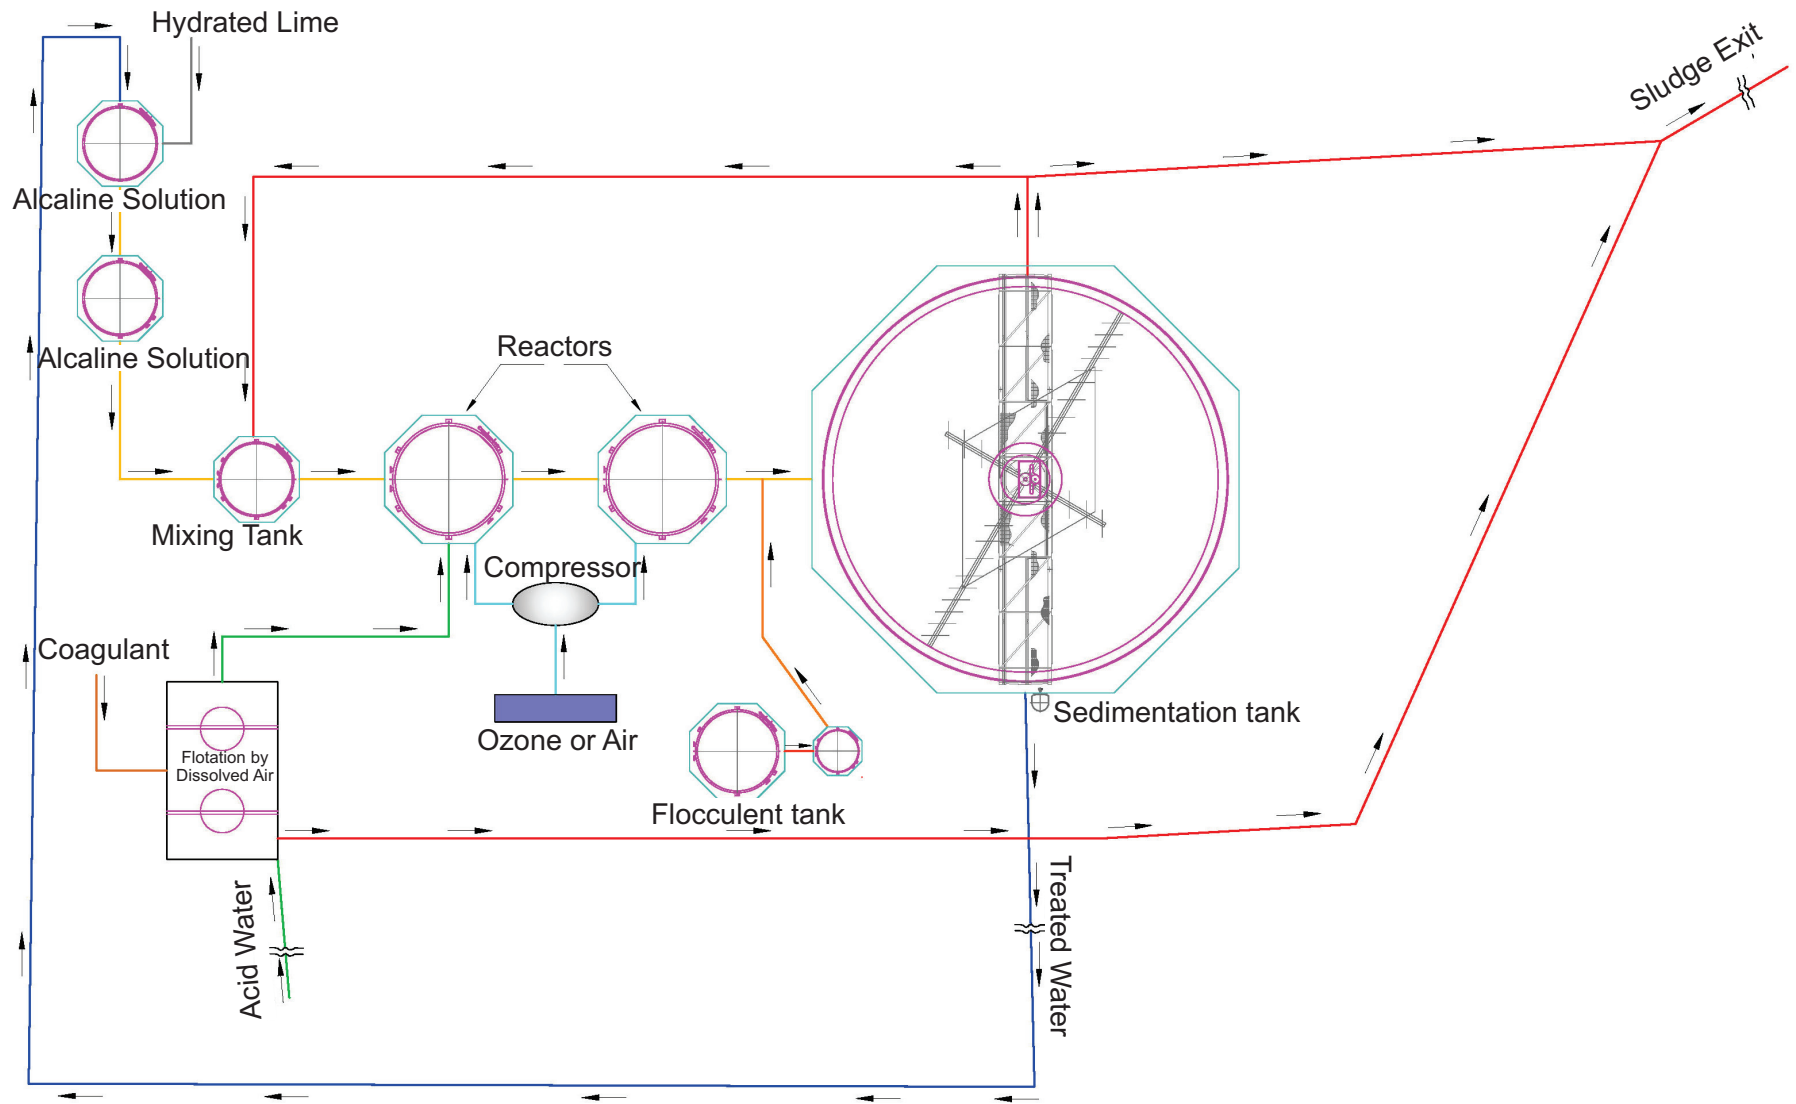 Hydrated Lime
Sludge Exit
Alcaline Solution
Alcaline Solution
Reactors
Mixing Tank
Compressor
Coagulant
Sedimentation tank
Ozone or Air
Flotation by
Dissolved Air
Flocculent tank
Acid Water
Treated Water